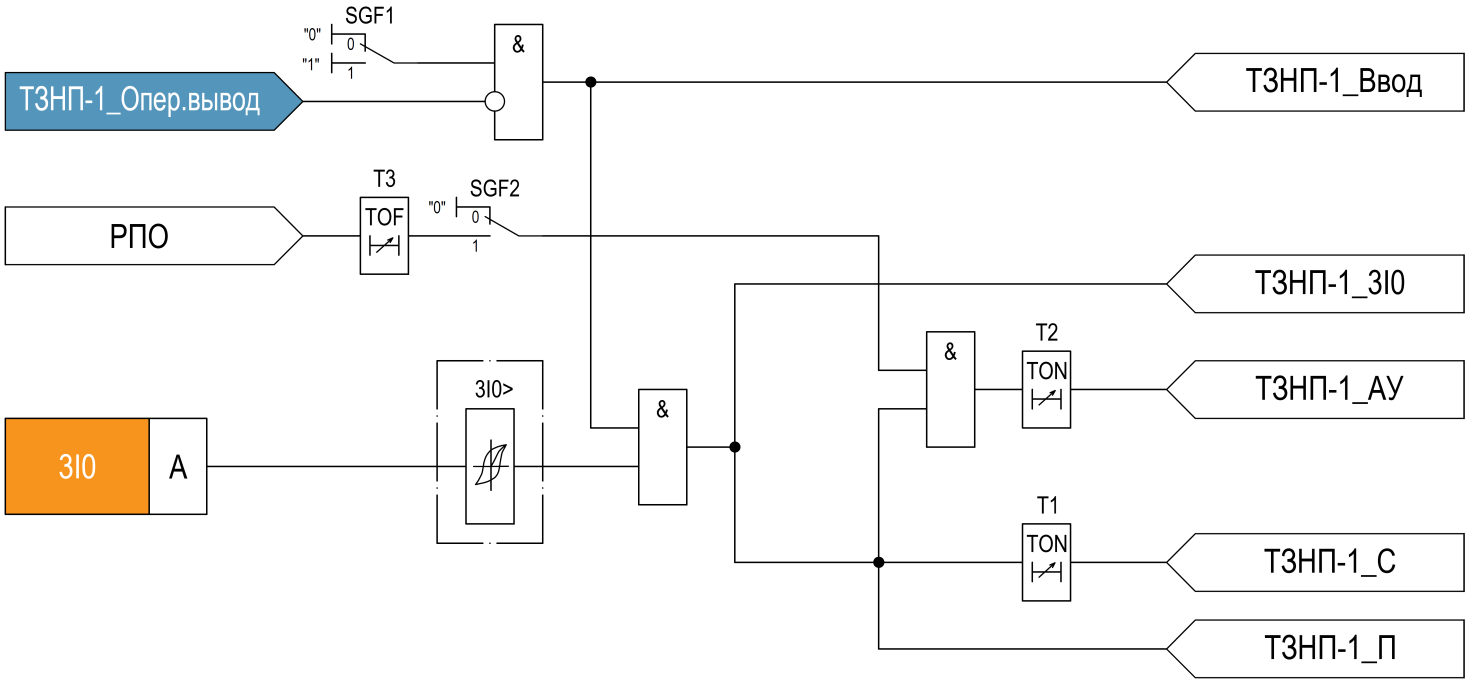 SGF1
"0"
0
"1"
1
&
ТЗНП-1_Опер.вывод
ТЗНП-1_Ввод
T3
TOF
SGF2
"0"
0
1
РПО
ТЗНП-1_3I0
&
T2
TON
ТЗНП-1_АУ
3I0>
&
3I0
A
T1
TON
ТЗНП-1_С
ТЗНП-1_П